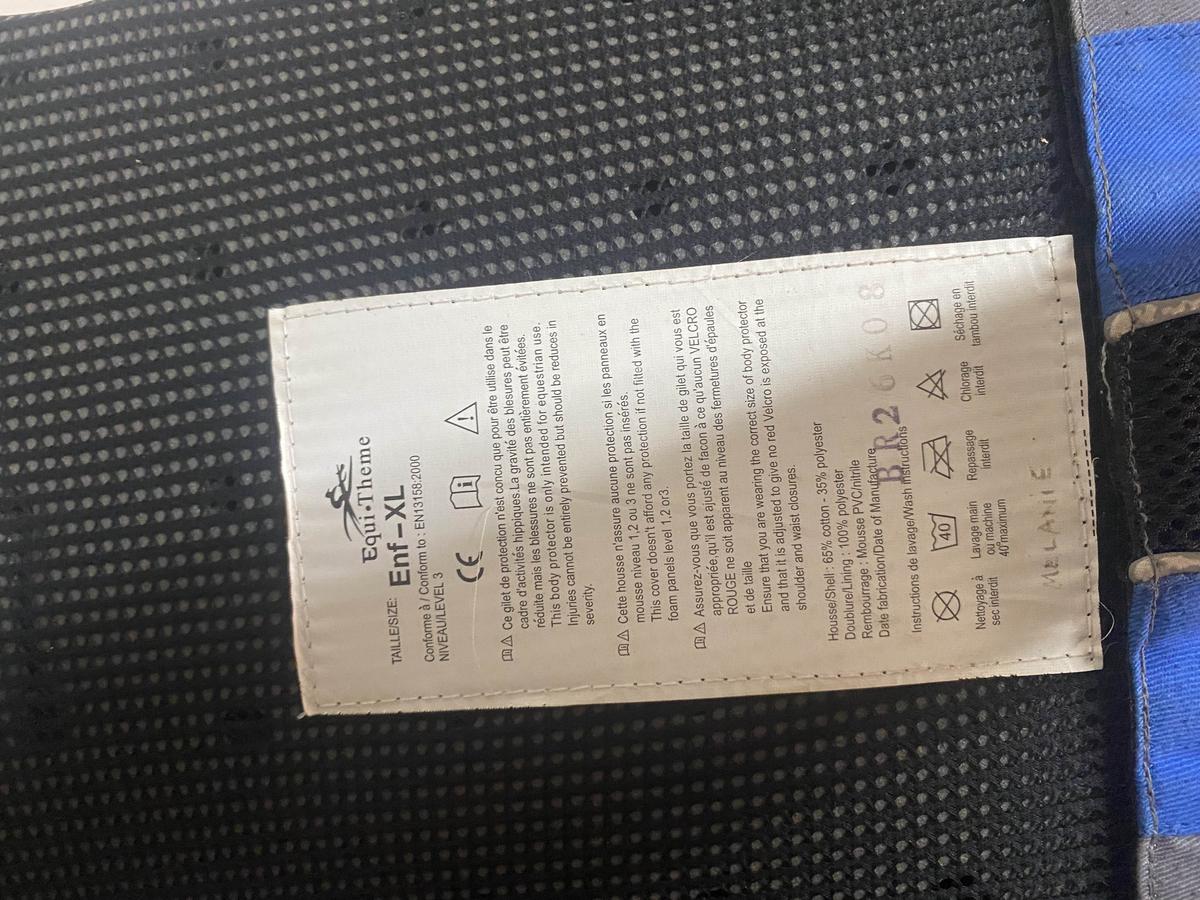 Equi·Theme
TAILLE/SIZE: Enf-XL
Conforme à / Conform to : EN13158:2000
NIVEAU/LEVEL 3
CE
Ce gilet de protection n'est conçu que pour être utilise dans le
cadre d'activités hippiques.La gravité des blesures peut être
réduite mais les blessures ne sont pas entièrement évitées.
This body protector is only intended for equestrian use.
Injuries cannot be entirely prevented but should be reduces in
severity.
Cette housse n'assure aucune protection si les panneaux en
mousse niveau 1,2 ou 3 ne sont pas insérés.
This cover doesn't afford any protection if not filled with the
foam panels level 1,2 or3.
Assurez-vous que vous portez la taille de gilet qui vous est
appropriée,qu'il est ajusté de facon à ce qu'aucun VELCRO
ROUGE ne soit apparent au niveau des fermetures d'épaules
et de taille
Ensure that you are wearing the correct size of body protector
and that it is adjusted to give no red Velcro is exposed at the
shoulder and waist closures.
Housse/Shell : 65% cotton - 35% polyester
Doublure/Lining : 100% polyester
Rembourrage : Mousse PVC/nitrile
Date fabrication/Date of Manufacture
BR26K08
Instructions de lavage/Wash instructions
40
Nettoyage à
sec interdit
Lavage main
ou machine
40°maximum
Repassage
interdit
Chlorage
interdit
Séchage en
tambou interdit
MELANIE